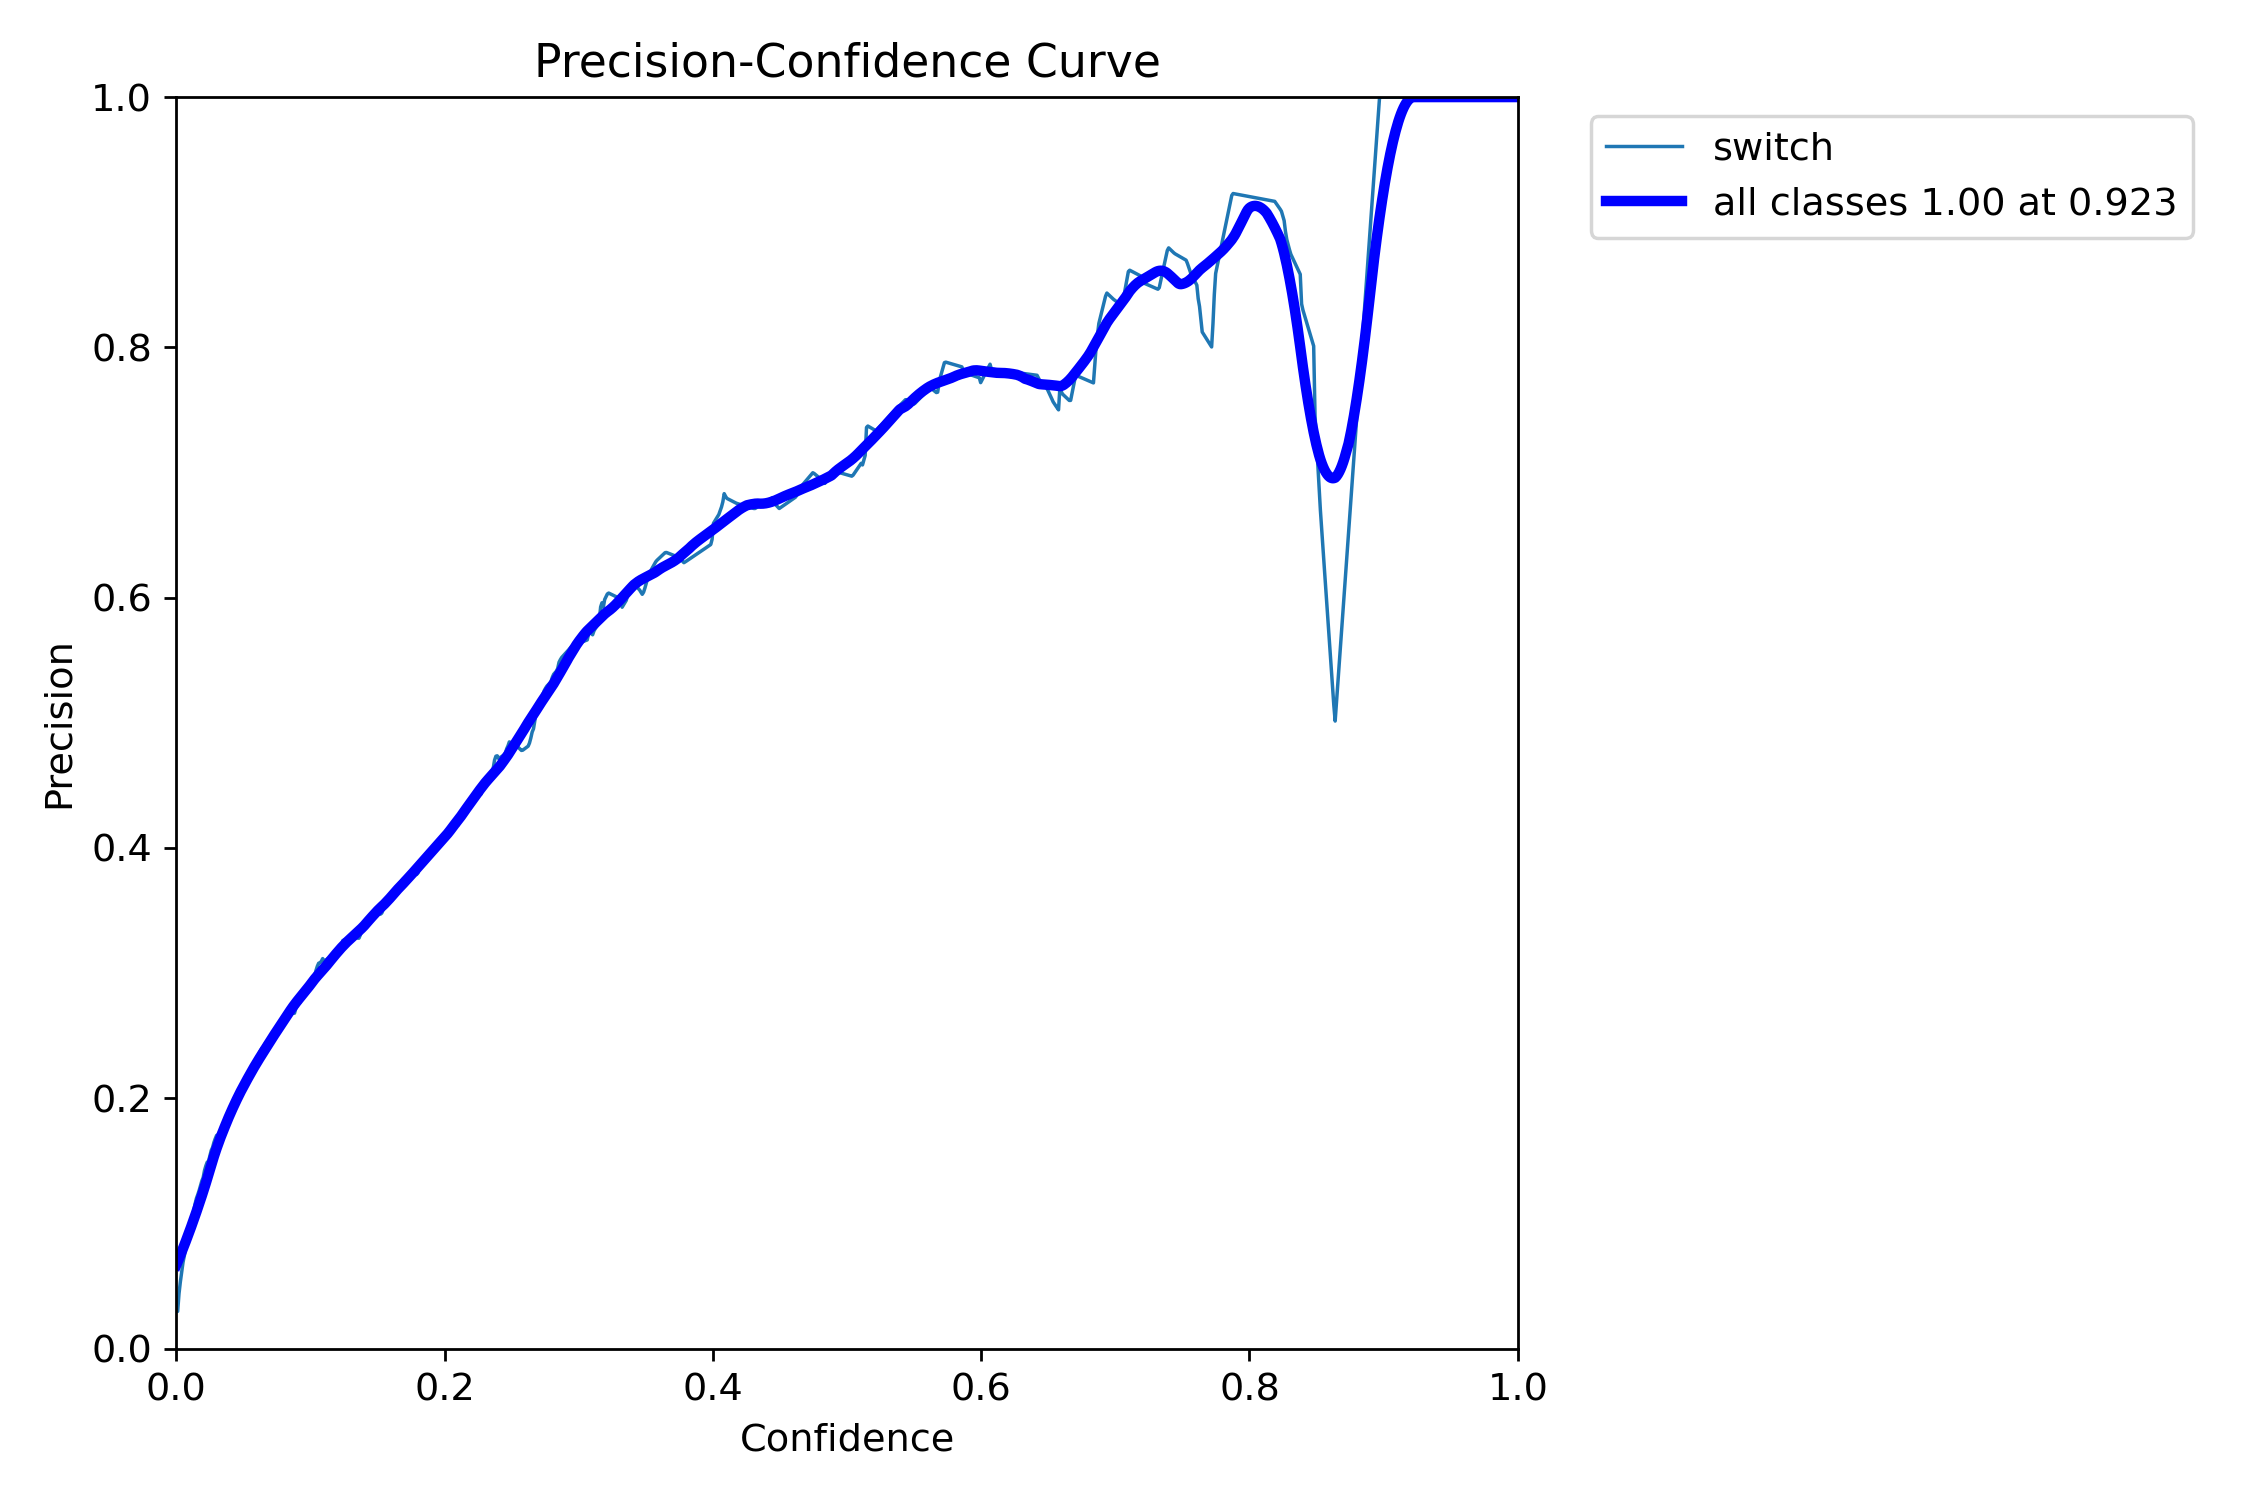 Precision-Confidence Curve
switch
all classes 1.00 at 0.923
1.0
0.8
0.6
0.4
0.2
0.0
Precision
0.0 0.2 0.4 0.6 0.8 1.0
Confidence